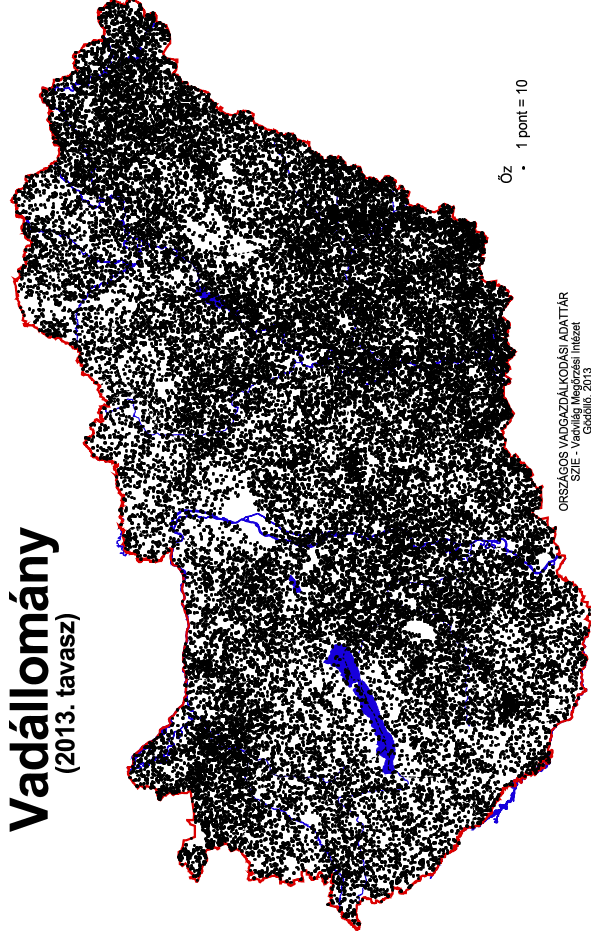 Vadállomány
(2013. tavasz)
Őz
• 1 pont = 10
ORSZÁGOS VADGAZDÁLKODÁSI ADATTÁR
SZIE - Vadvilág Megőrzési Intézet
Gödöllő, 2013